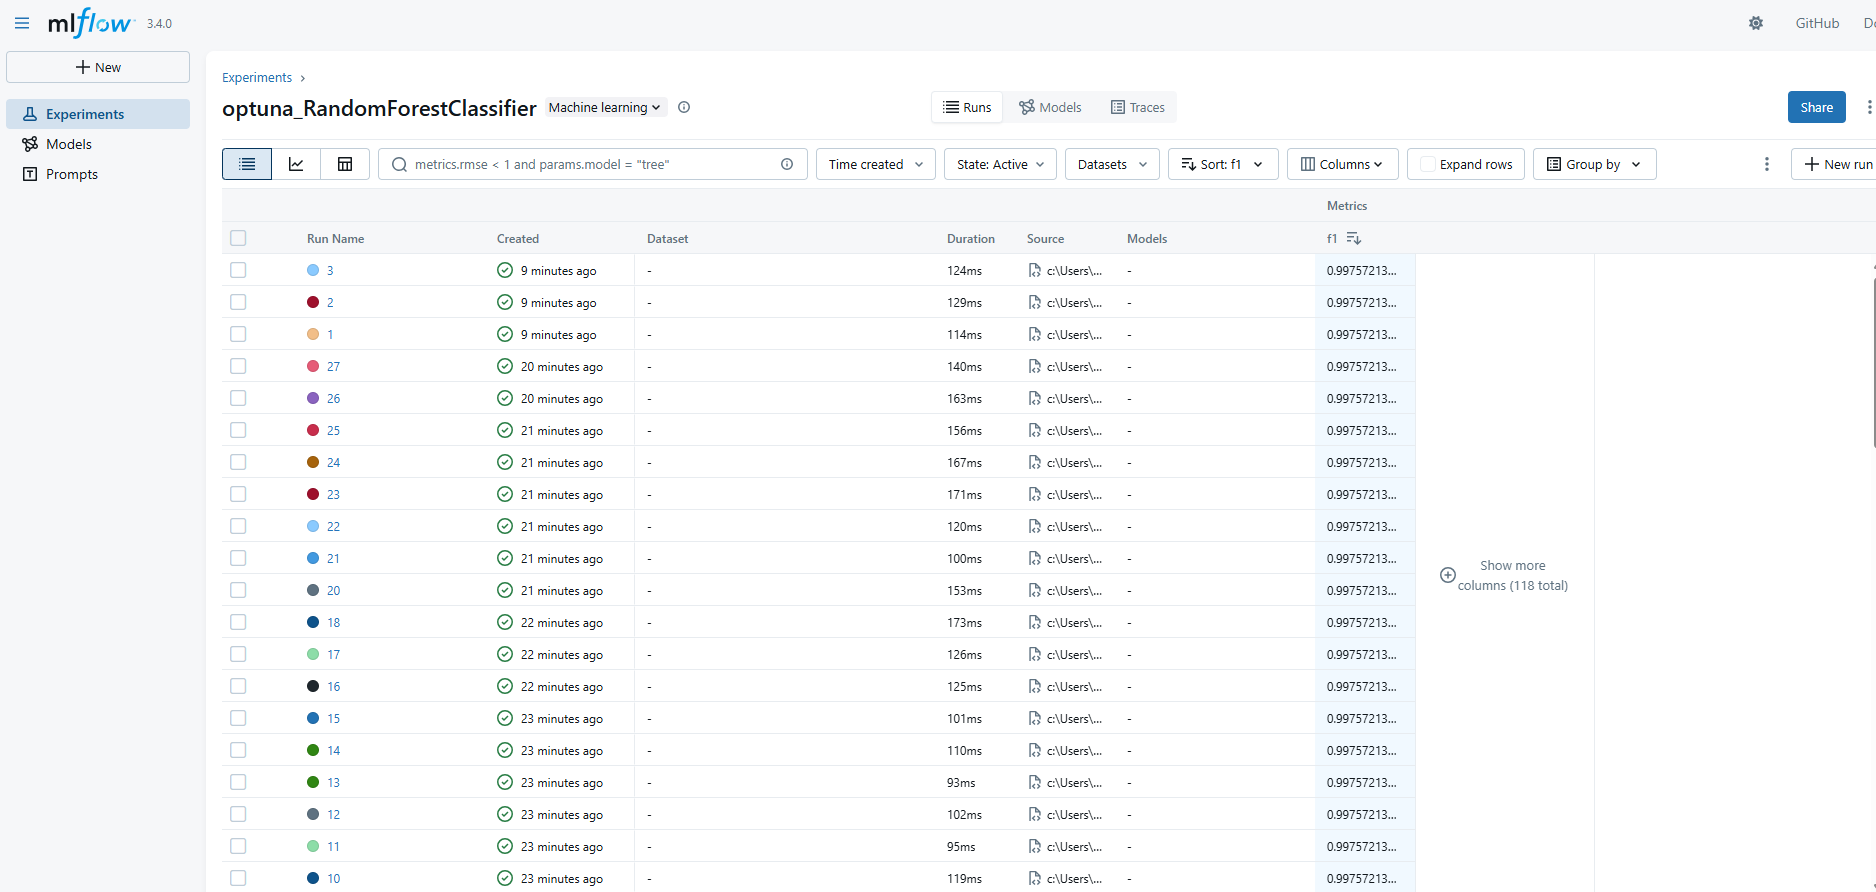 mlflow 3.4.0 GitHub
New
Experiments
Models
Prompts
Experiments ›
optuna_RandomForestClassifier Machine learning Runs Models Traces Share
metrics.rmse < 1 and params.model = "tree" Time created State: Active Datasets Sort: f1 Columns Expand rows Group by New run
Metrics
Run Name Created Dataset Duration Source Models f1
3 9 minutes ago - 124ms c:\Users\... - 0.99757213...
2 9 minutes ago - 129ms c:\Users\... - 0.99757213...
1 9 minutes ago - 114ms c:\Users\... - 0.99757213...
27 20 minutes ago - 140ms c:\Users\... - 0.99757213...
26 20 minutes ago - 163ms c:\Users\... - 0.99757213...
25 21 minutes ago - 156ms c:\Users\... - 0.99757213...
24 21 minutes ago - 167ms c:\Users\... - 0.99757213...
23 21 minutes ago - 171ms c:\Users\... - 0.99757213...
22 21 minutes ago - 120ms c:\Users\... - 0.99757213...
21 21 minutes ago - 100ms c:\Users\... - 0.99757213...
20 21 minutes ago - 153ms c:\Users\... - 0.99757213...
18 22 minutes ago - 173ms c:\Users\... - 0.99757213...
17 22 minutes ago - 126ms c:\Users\... - 0.99757213...
16 22 minutes ago - 125ms c:\Users\... - 0.99757213...
15 23 minutes ago - 101ms c:\Users\... - 0.99757213...
14 23 minutes ago - 110ms c:\Users\... - 0.99757213...
13 23 minutes ago - 93ms c:\Users\... - 0.99757213...
12 23 minutes ago - 102ms c:\Users\... - 0.99757213...
11 23 minutes ago - 95ms c:\Users\... - 0.99757213...
10 23 minutes ago - 119ms c:\Users\... - 0.99757213...
Show more
columns (118 total)